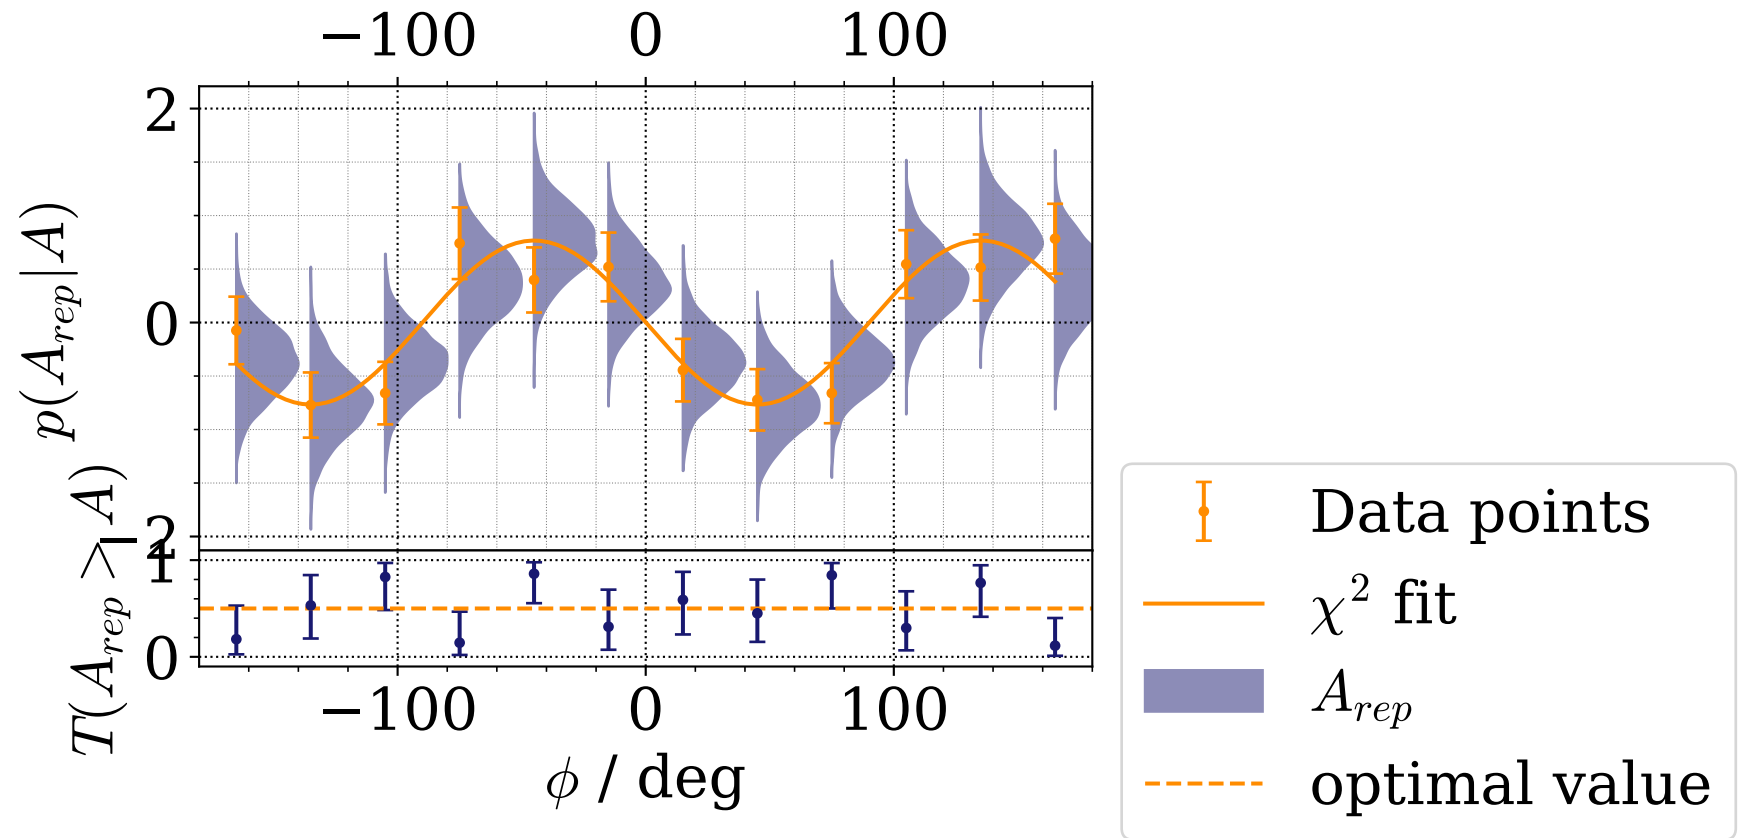 −100 0 100
2
0
−2
p(A_rep|A)
1
0
T(A_rep > A)
−100 0 100
ϕ / deg
Data points
χ² fit
A_rep
optimal value